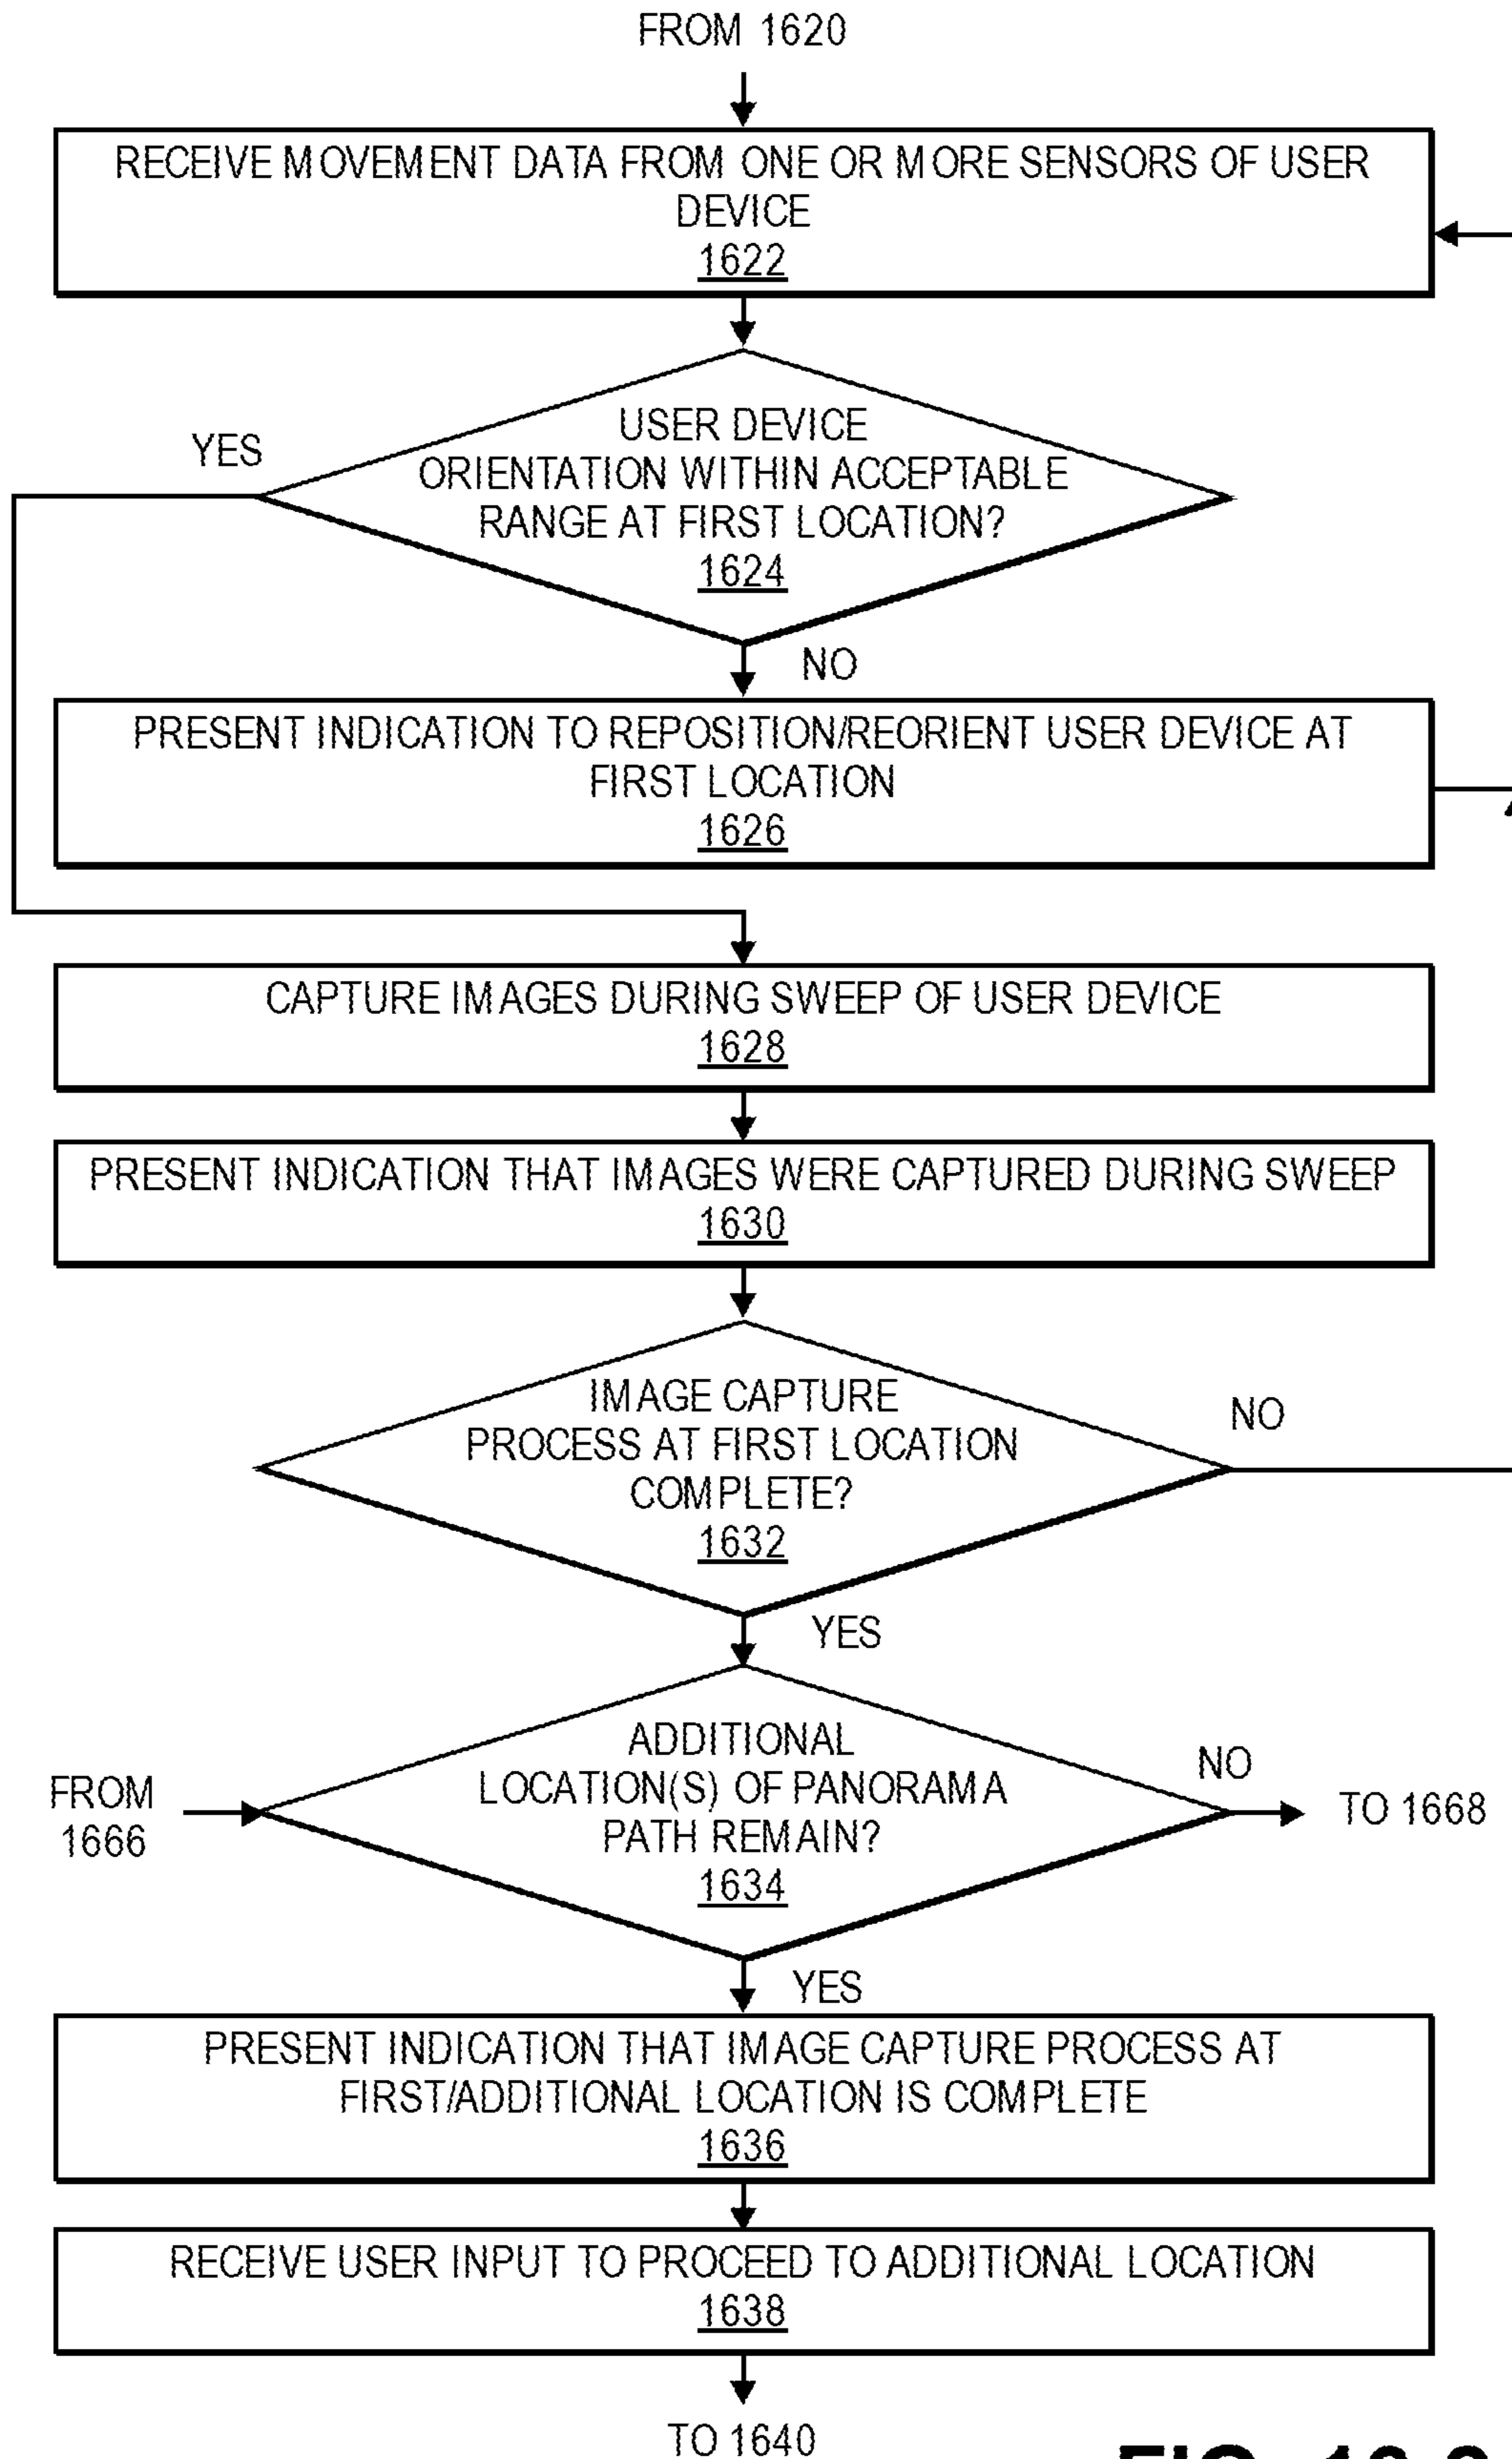 FROM 1620
RECEIVE MOVEMENT DATA FROM ONE OR MORE SENSORS OF USER
DEVICE
1622
YES
USER DEVICE
ORIENTATION WITHIN ACCEPTABLE
RANGE AT FIRST LOCATION?
1624
NO
PRESENT INDICATION TO REPOSITION/REORIENT USER DEVICE AT
FIRST LOCATION
1626
CAPTURE IMAGES DURING SWEEP OF USER DEVICE
1628
PRESENT INDICATION THAT IMAGES WERE CAPTURED DURING SWEEP
1630
IMAGE CAPTURE
PROCESS AT FIRST LOCATION
COMPLETE?
1632
NO
YES
FROM
1666
ADDITIONAL
LOCATION(S) OF PANORAMA
PATH REMAIN?
1634
NO
TO 1668
YES
PRESENT INDICATION THAT IMAGE CAPTURE PROCESS AT
FIRST/ADDITIONAL LOCATION IS COMPLETE
1636
RECEIVE USER INPUT TO PROCEED TO ADDITIONAL LOCATION
1638
TO 1640